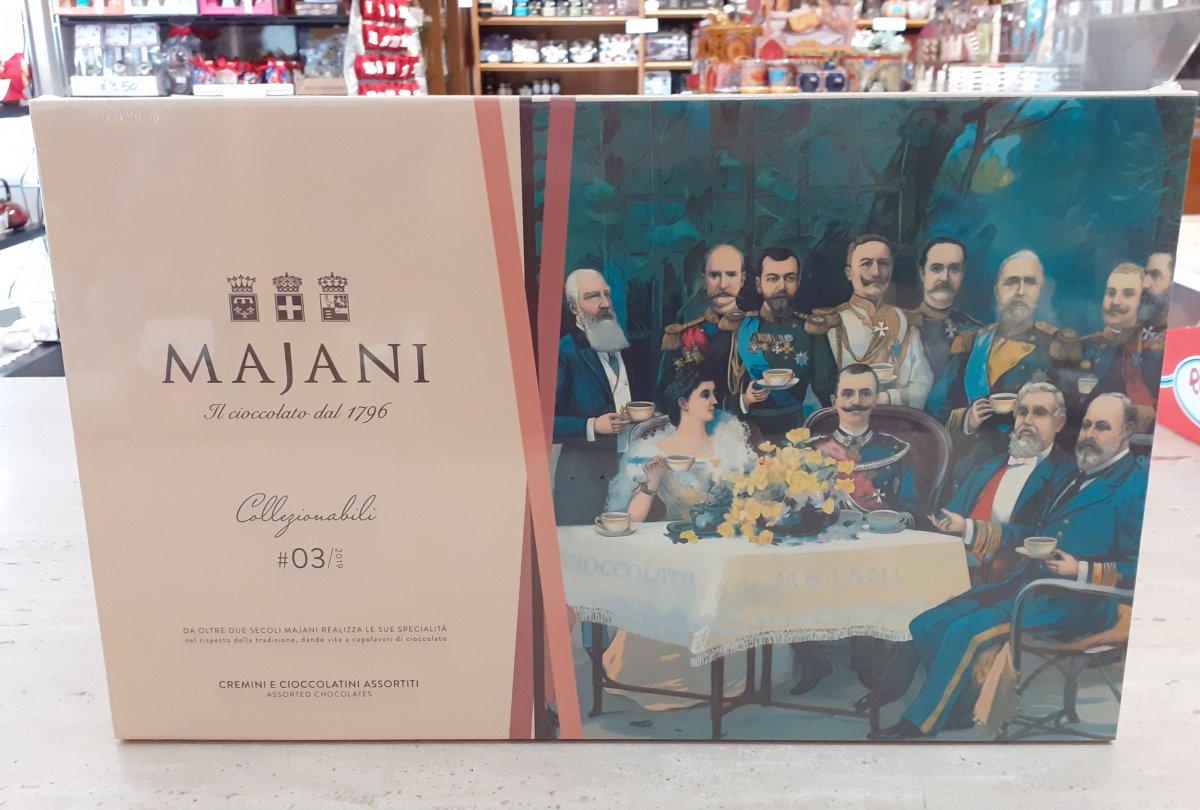 €3,50
MAJANI
Il cioccolato dal 1796
Collezionabili
#03/2019
DA OLTRE DUE SECOLI MAJANI REALIZZA LE SUE SPECIALITÀ
nel rispetto della tradizione, dando vita a capolavori di cioccolato
CREMINI E CIOCCOLATINI ASSORTITI
ASSORTED CHOCOLATES
CIOCCOLATA MAJANI